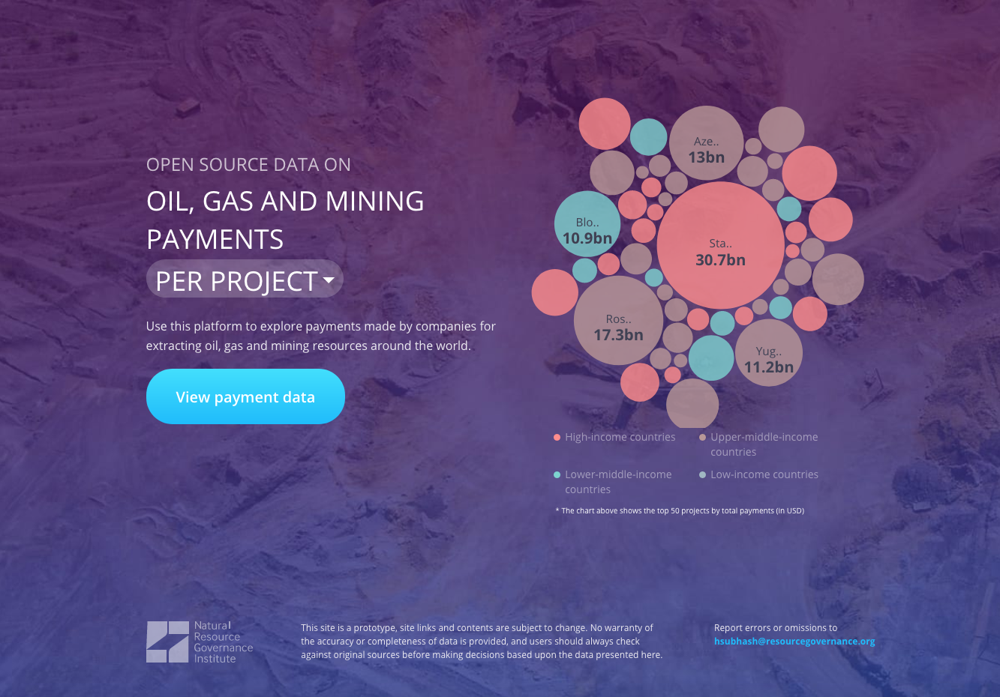 OPEN SOURCE DATA ON
OIL, GAS AND MINING
PAYMENTS
PER PROJECT
Use this platform to explore payments made by companies for
extracting oil, gas and mining resources around the world.
View payment data
Aze..
13bn
Blo..
10.9bn
Sta..
30.7bn
Ros..
17.3bn
Yug..
11.2bn
High-income countries
Upper-middle-income
countries
Lower-middle-income
countries
Low-income countries
* The chart above shows the top 50 projects by total payments (in USD)
Natural
Resource
Governance
Institute
This site is a prototype, site links and contents are subject to change. No warranty of
the accuracy or completeness of data is provided, and users should always check
against original sources before making decisions based upon the data presented here.
Report errors or omissions to
hsubhash@resourcegovernance.org